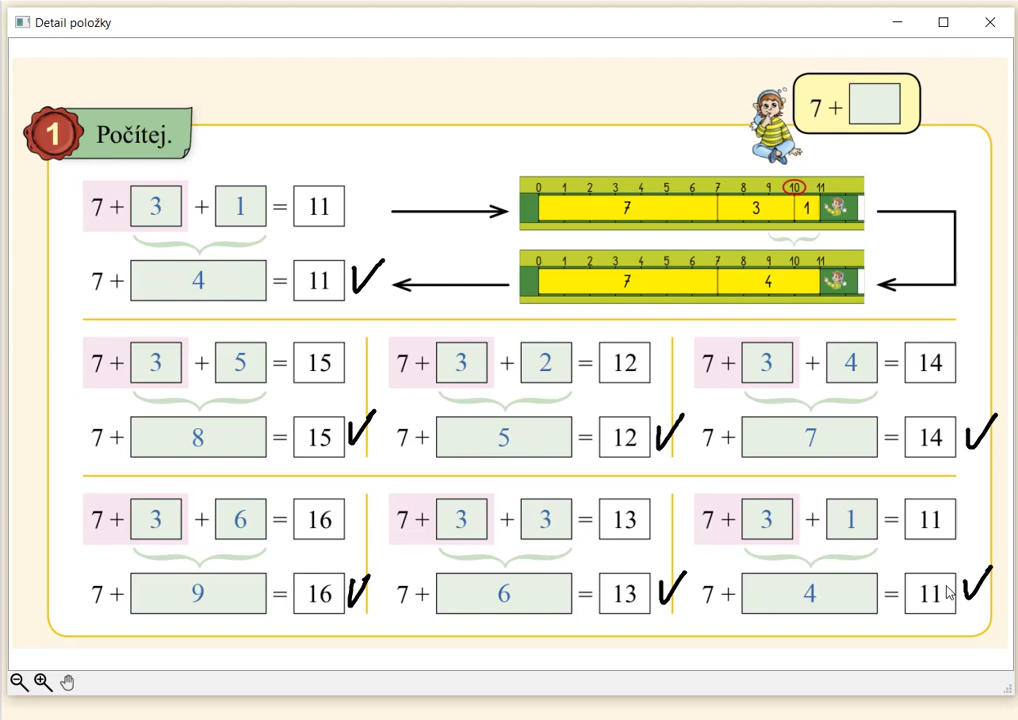 Detail položky
7 +
1 Počítej.
7 + 3 + 1 = 11
0 1 2 3 4 5 6 7 8 9 10 11
7 3 1
7 + 4 = 11
0 1 2 3 4 5 6 7 8 9 10 11
7 4
7 + 3 + 5 = 15
7 + 8 = 15
7 + 3 + 2 = 12
7 + 5 = 12
7 + 3 + 4 = 14
7 + 7 = 14
7 + 3 + 6 = 16
7 + 9 = 16
7 + 3 + 3 = 13
7 + 6 = 13
7 + 3 + 1 = 11
7 + 4 = 11